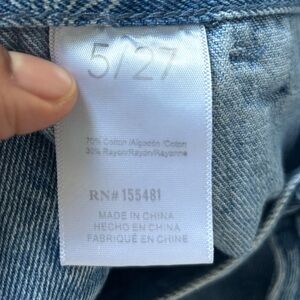 5/27
70% Cotton/Algodón/Coton
30% Rayon/Rayón/Rayonne
RN# 155481
MADE IN CHINA
HECHO EN CHINA
FABRIQUÉ EN CHINE